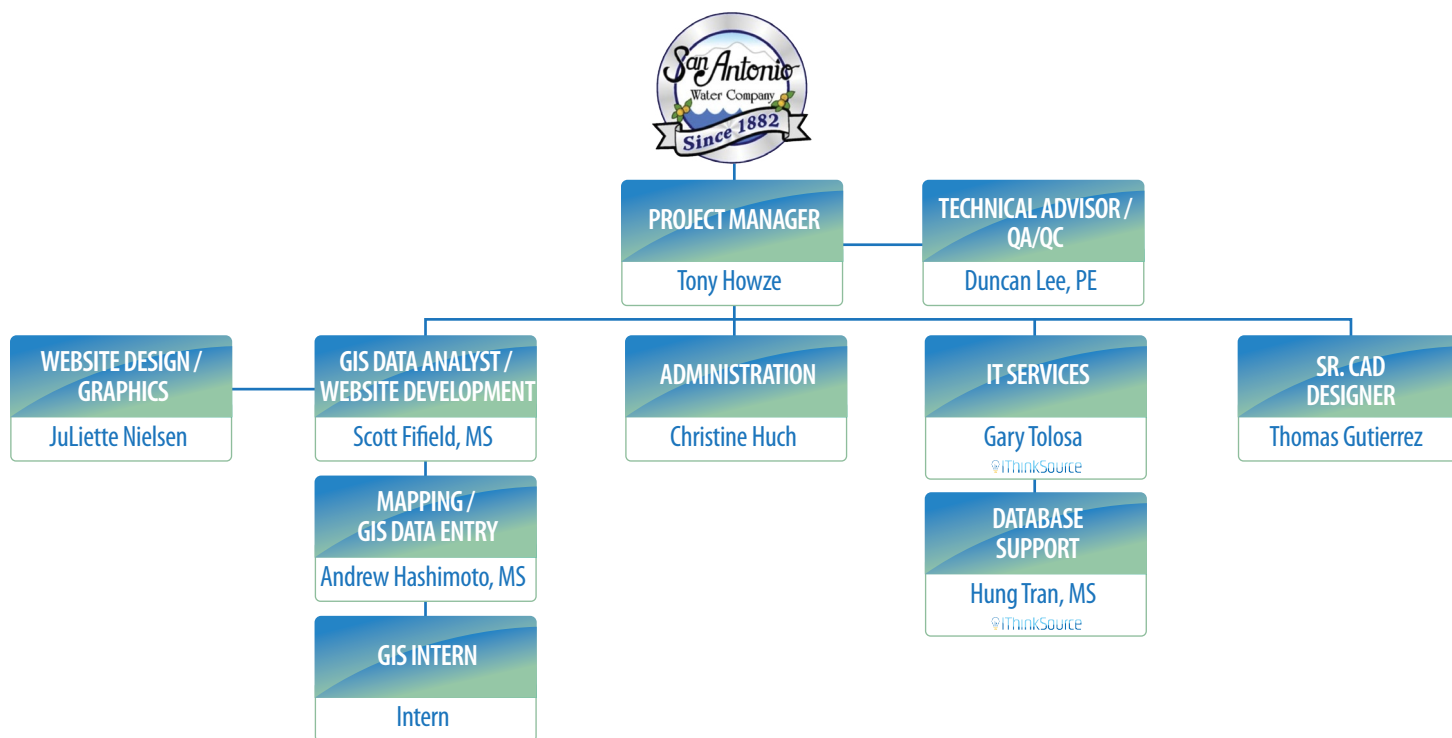 San Antonio
Water Company
Since 1882
PROJECT MANAGER
Tony Howze
TECHNICAL ADVISOR /
QA/QC
Duncan Lee, PE
WEBSITE DESIGN /
GRAPHICS
JuLiette Nielsen
GIS DATA ANALYST /
WEBSITE DEVELOPMENT
Scott Fifield, MS
ADMINISTRATION
Christine Huch
IT SERVICES
Gary Tolosa
iThinkSource
SR. CAD
DESIGNER
Thomas Gutierrez
MAPPING /
GIS DATA ENTRY
Andrew Hashimoto, MS
DATABASE
SUPPORT
Hung Tran, MS
iThinkSource
GIS INTERN
Intern